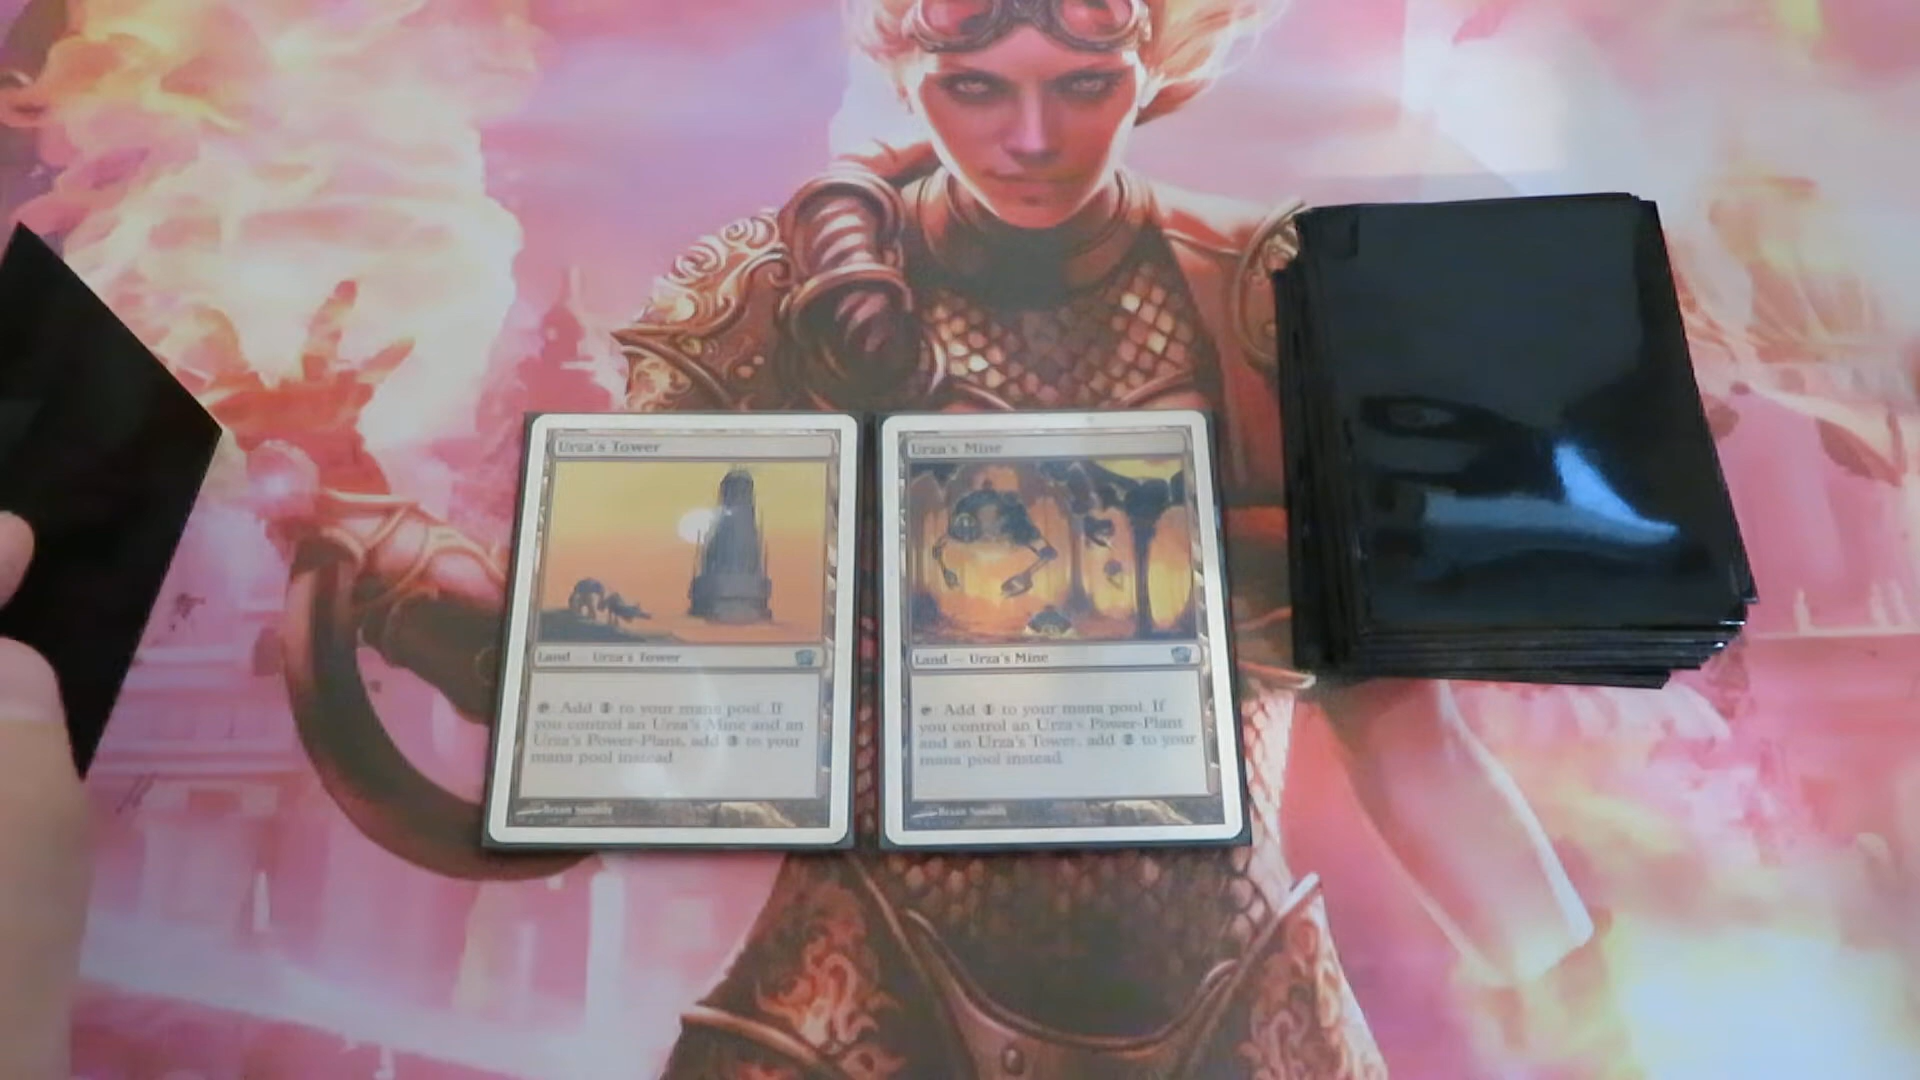 Urza's Tower
Land — Urza's Tower
: Add 1 to your mana pool. If
you control an Urza's Mine and an
Urza's Power-Plant, add 3 to your
mana pool instead.
Urza's Mine
Land — Urza's Mine
: Add 1 to your mana pool. If
you control an Urza's Power-Plant
and an Urza's Tower, add 2 to your
mana pool instead.